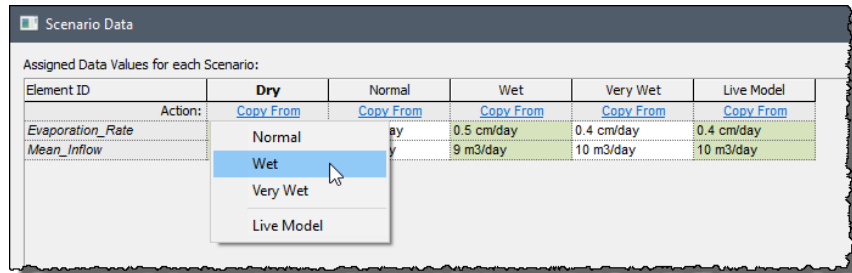 Scenario Data
Assigned Data Values for each Scenario:
Element ID Dry Normal Wet Very Wet Live Model
Action: Copy From Copy From Copy From Copy From Copy From
Evaporation_Rate 0.5 cm/day 0.4 cm/day 0.4 cm/day
Mean_Inflow 9 m3/day 10 m3/day 10 m3/day
Normal
Wet
Very Wet
Live Model